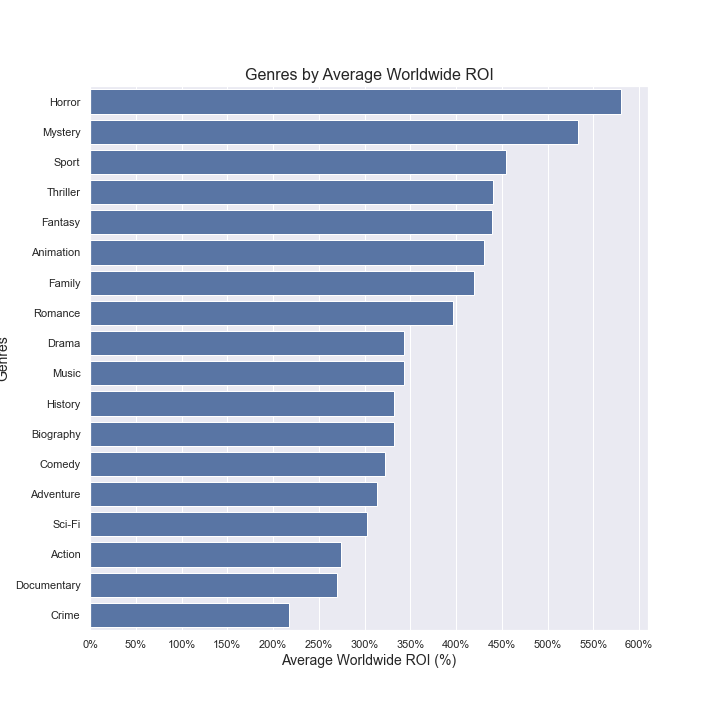 Genres by Average Worldwide ROI
Genres
Horror
Mystery
Sport
Thriller
Fantasy
Animation
Family
Romance
Drama
Music
History
Biography
Comedy
Adventure
Sci-Fi
Action
Documentary
Crime
0% 50% 100% 150% 200% 250% 300% 350% 400% 450% 500% 550% 600%
Average Worldwide ROI (%)